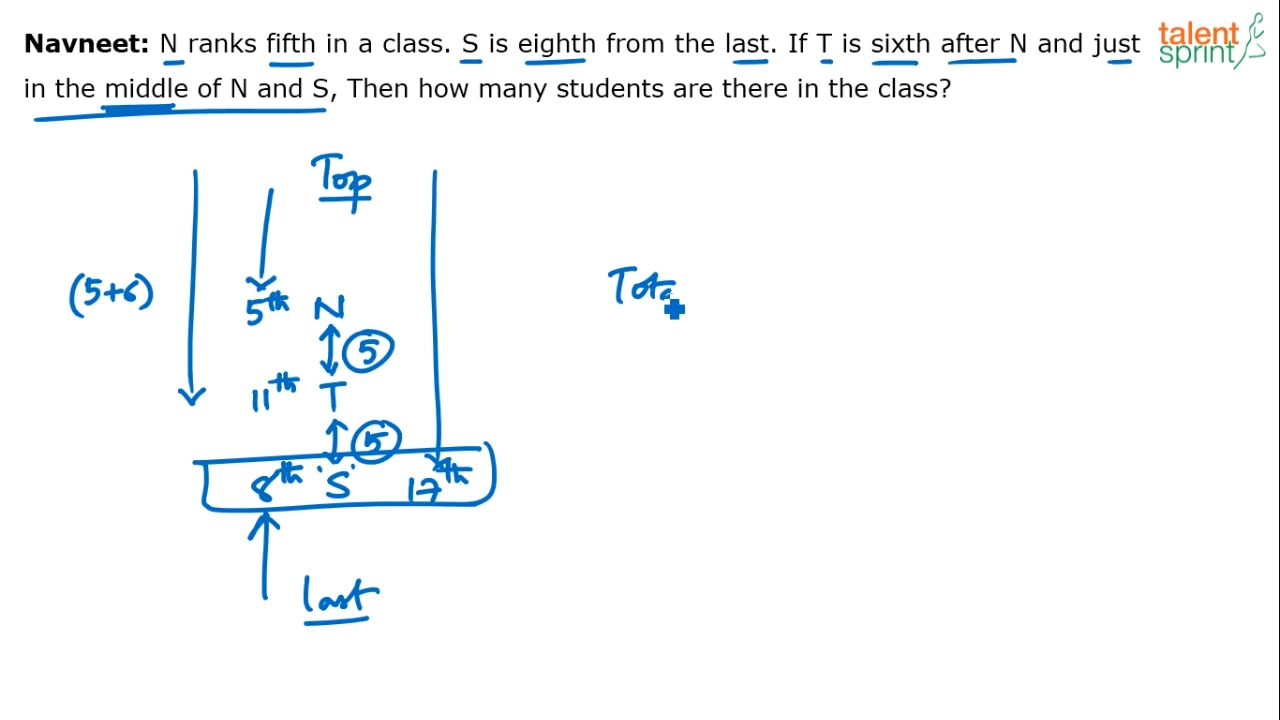 Navneet: N ranks fifth in a class. S is eighth from the last. If T is sixth after N and just
in the middle of N and S, Then how many students are there in the class?
talent
sprint
Top
(5+6)
5th N
Tota
5
11th T
5
8th 'S' 17th
last